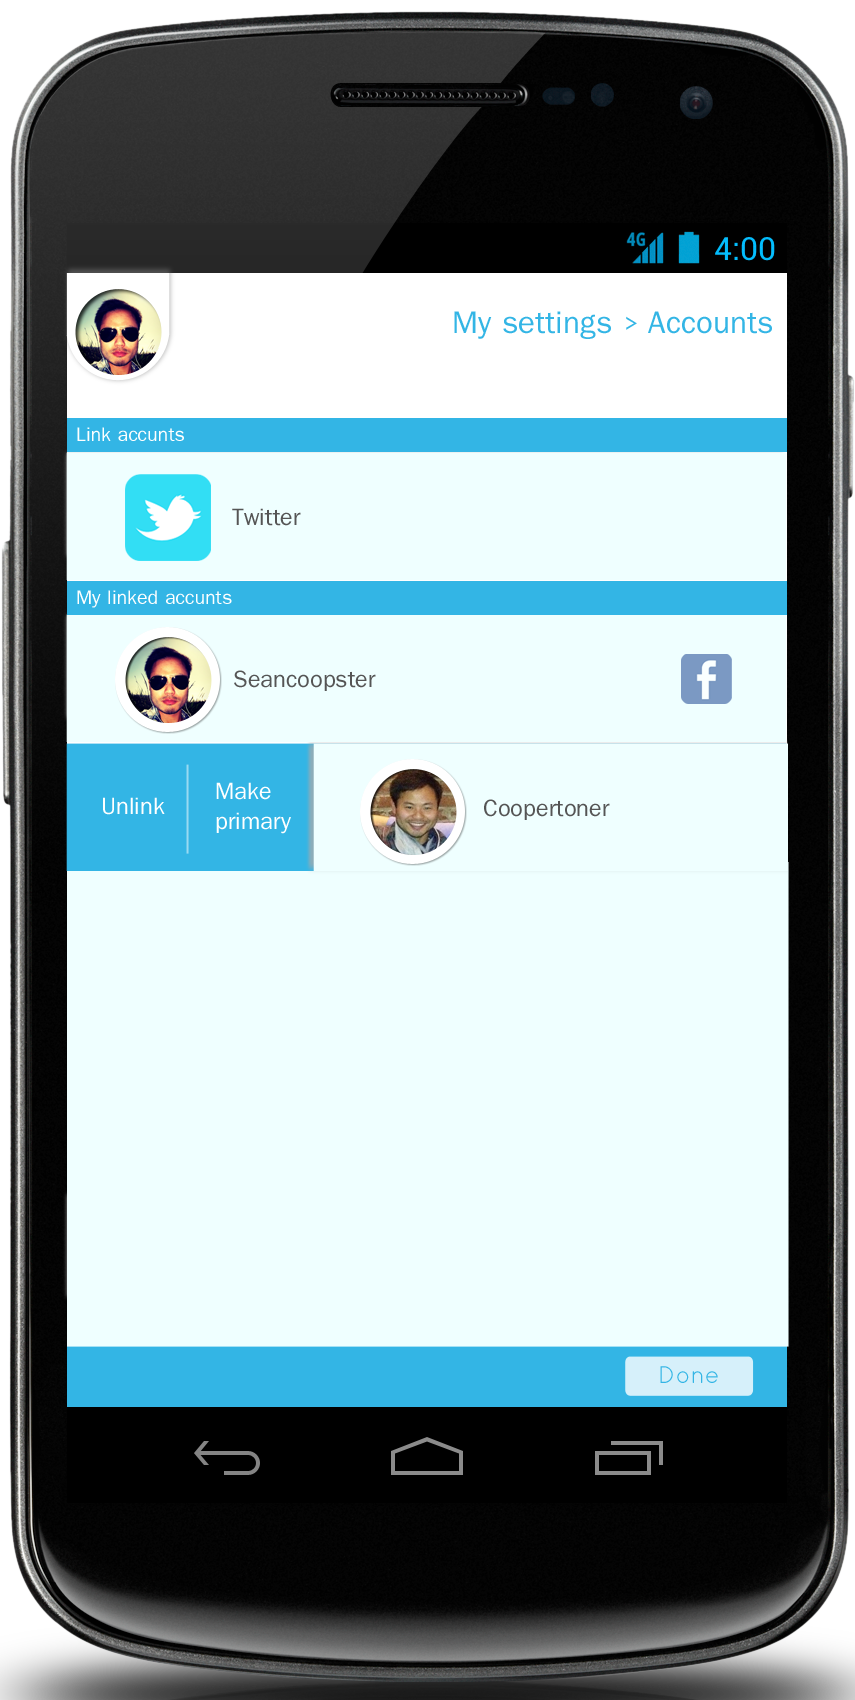 4G 4:00
My settings > Accounts
Link accunts
Twitter
My linked accunts
Seancoopster
f
Unlink
Make
primary
Coopertoner
Done